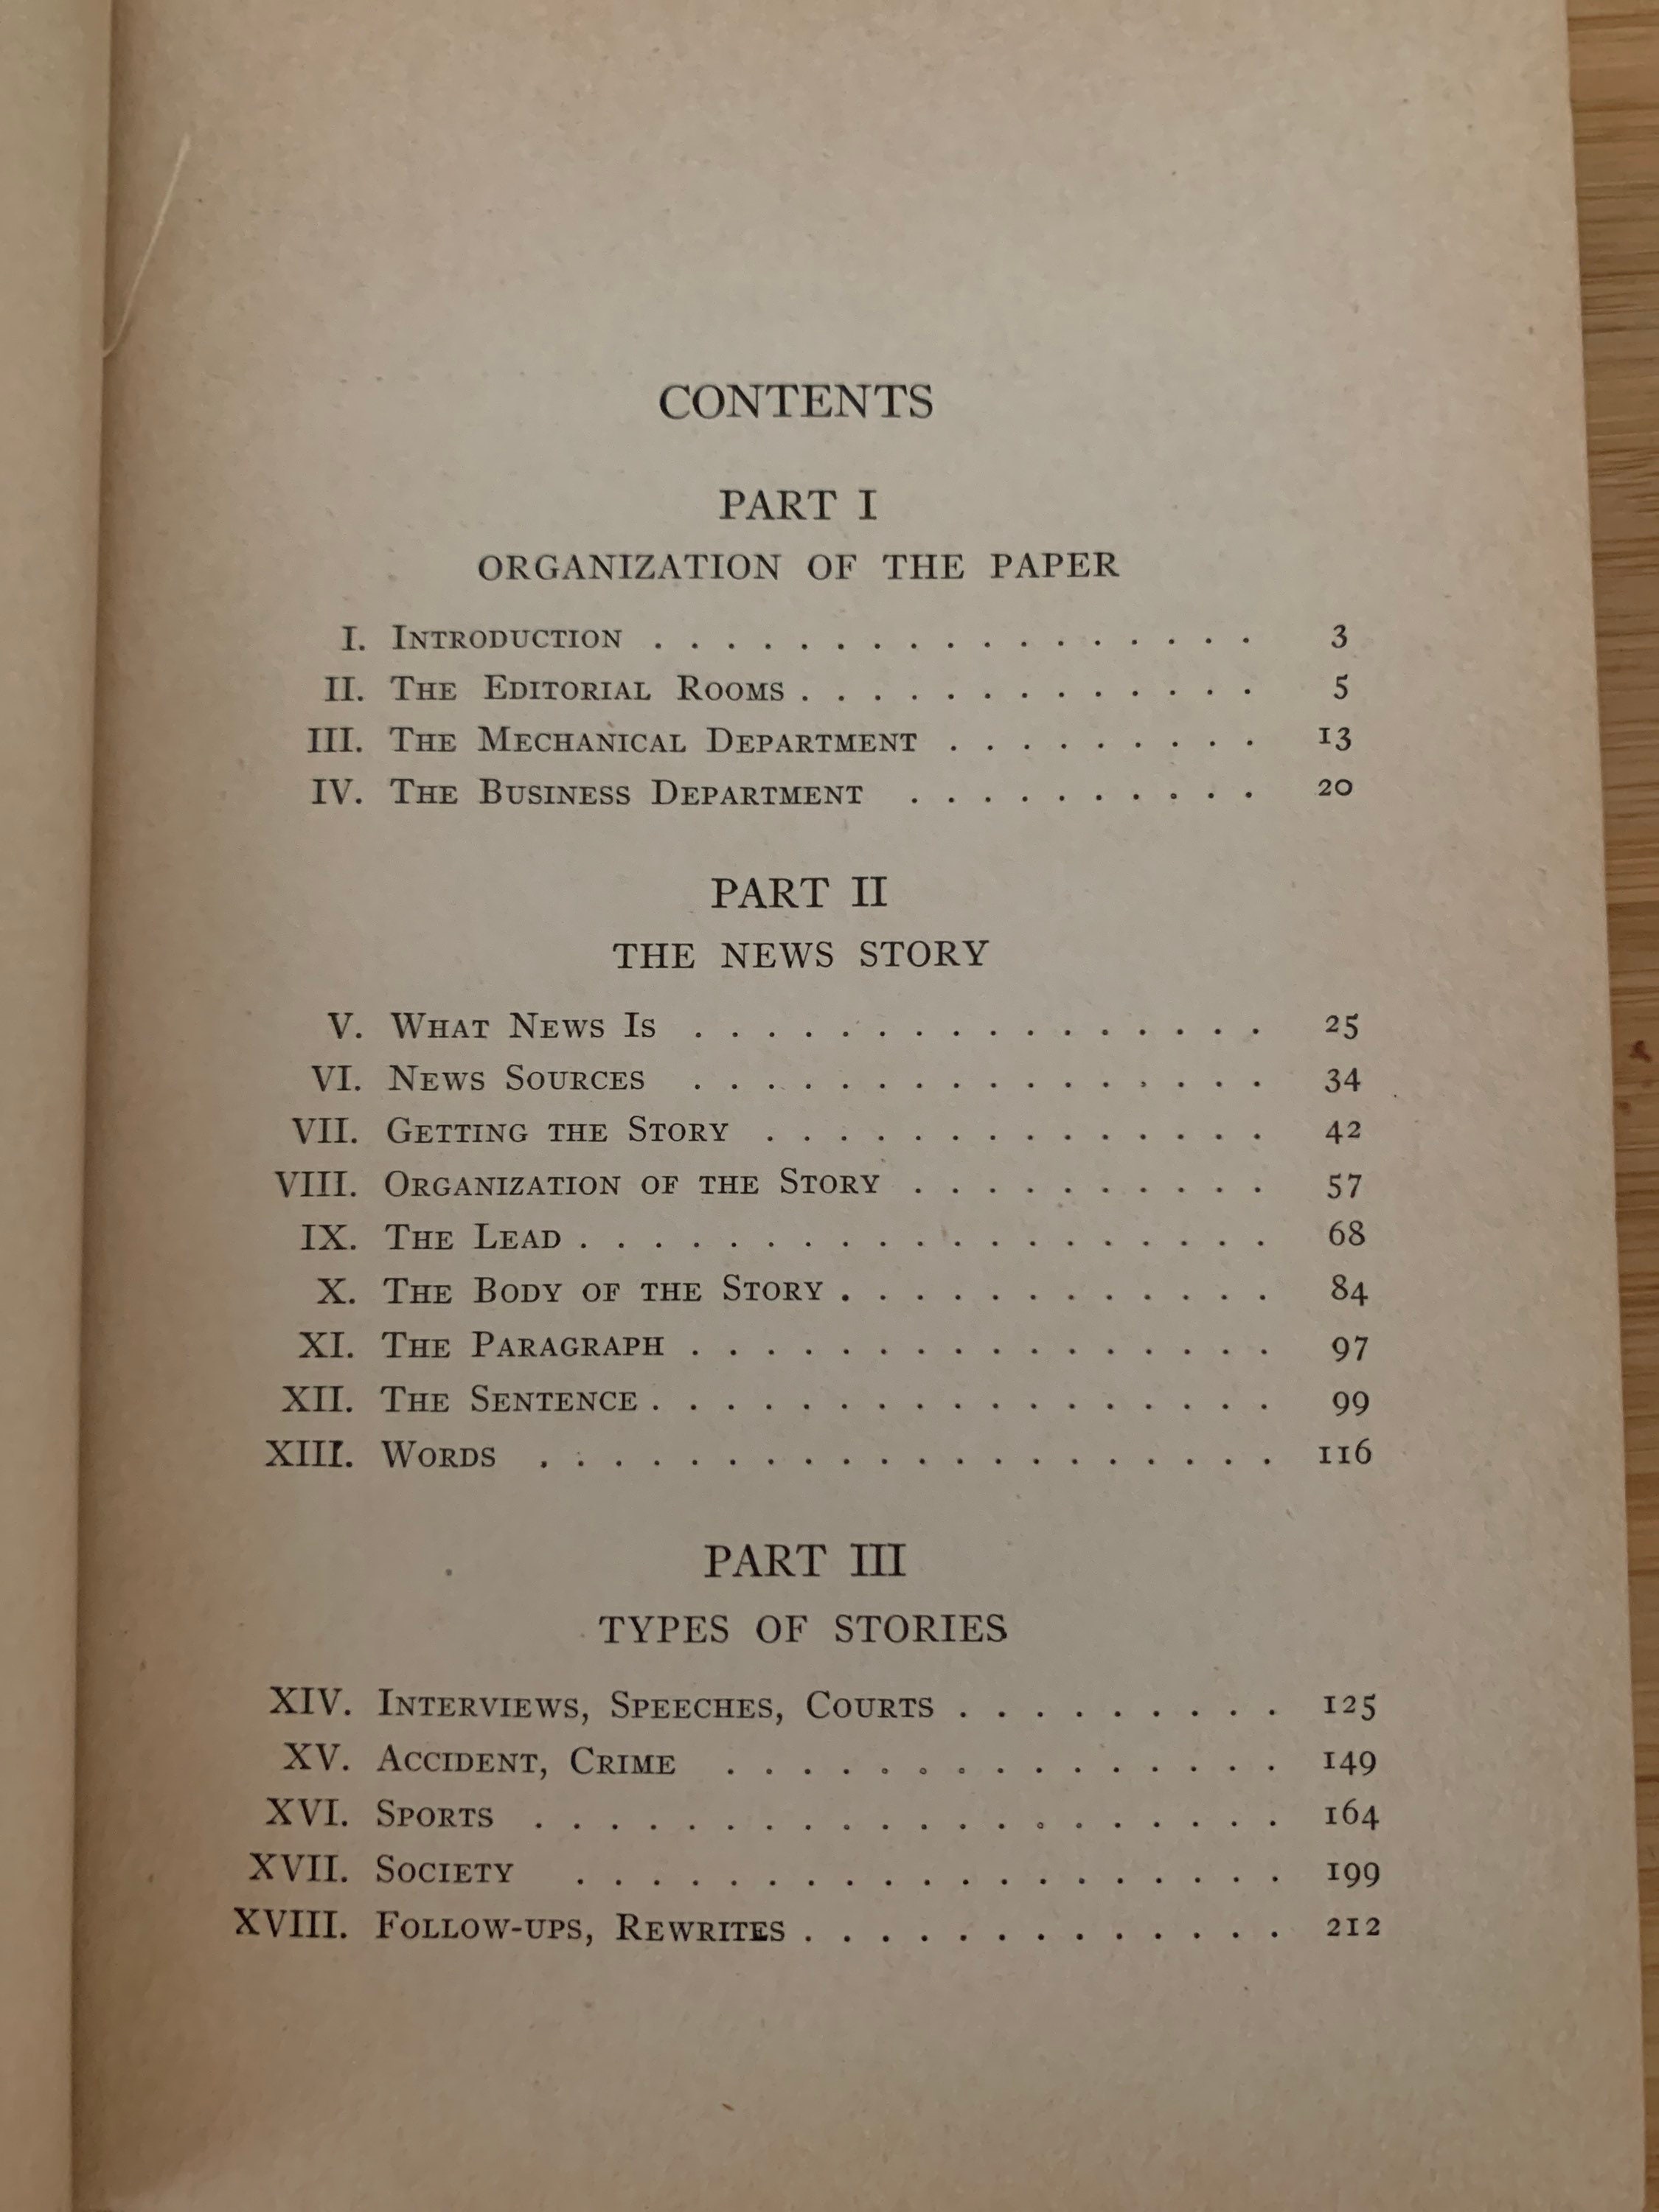 CONTENTS
PART I
ORGANIZATION OF THE PAPER
I. INTRODUCTION . . . . . . . . . . . . . . . . . 3
II. THE EDITORIAL ROOMS . . . . . . . . . . . . . 5
III. THE MECHANICAL DEPARTMENT . . . . . . . . . 13
IV. THE BUSINESS DEPARTMENT . . . . . . . . . . 20
PART II
THE NEWS STORY
V. WHAT NEWS IS . . . . . . . . . . . . . . . . 25
VI. NEWS SOURCES . . . . . . . . . . . . . . . . 34
VII. GETTING THE STORY . . . . . . . . . . . . . . 42
VIII. ORGANIZATION OF THE STORY . . . . . . . . . . 57
IX. THE LEAD . . . . . . . . . . . . . . . . . . . 68
X. THE BODY OF THE STORY . . . . . . . . . . . . 84
XI. THE PARAGRAPH . . . . . . . . . . . . . . . . 97
XII. THE SENTENCE . . . . . . . . . . . . . . . . . 99
XIII. WORDS . . . . . . . . . . . . . . . . . . . . 116
PART III
TYPES OF STORIES
XIV. INTERVIEWS, SPEECHES, COURTS . . . . . . . . . 125
XV. ACCIDENT, CRIME . . . . . . . . . . . . . . . 149
XVI. SPORTS . . . . . . . . . . . . . . . . . . . . 164
XVII. SOCIETY . . . . . . . . . . . . . . . . . . . 199
XVIII. FOLLOW-UPS, REWRITES . . . . . . . . . . . . . 212